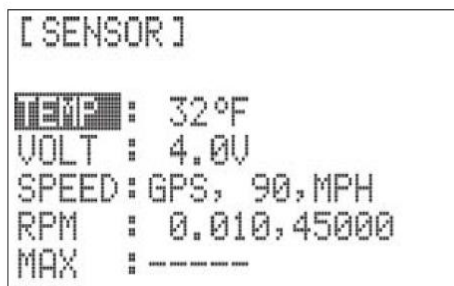 [SENSOR]
TEMP : 32°F
VOLT : 4.0V
SPEED:GPS, 90,MPH
RPM : 0.010,45000
MAX :-----